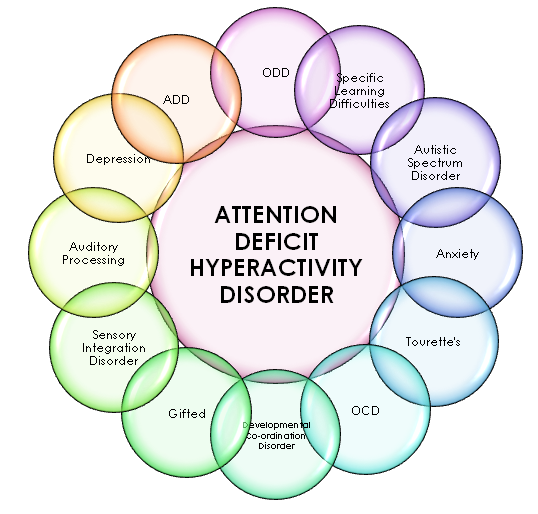 ODD
Specific
Learning
Difficulties
Autistic
Spectrum
Disorder
Anxiety
Tourette's
OCD
Developmental
Co-ordination
Disorder
Gifted
Sensory
Integration
Disorder
Auditory
Processing
Depression
ADD
ATTENTION
DEFICIT
HYPERACTIVITY
DISORDER